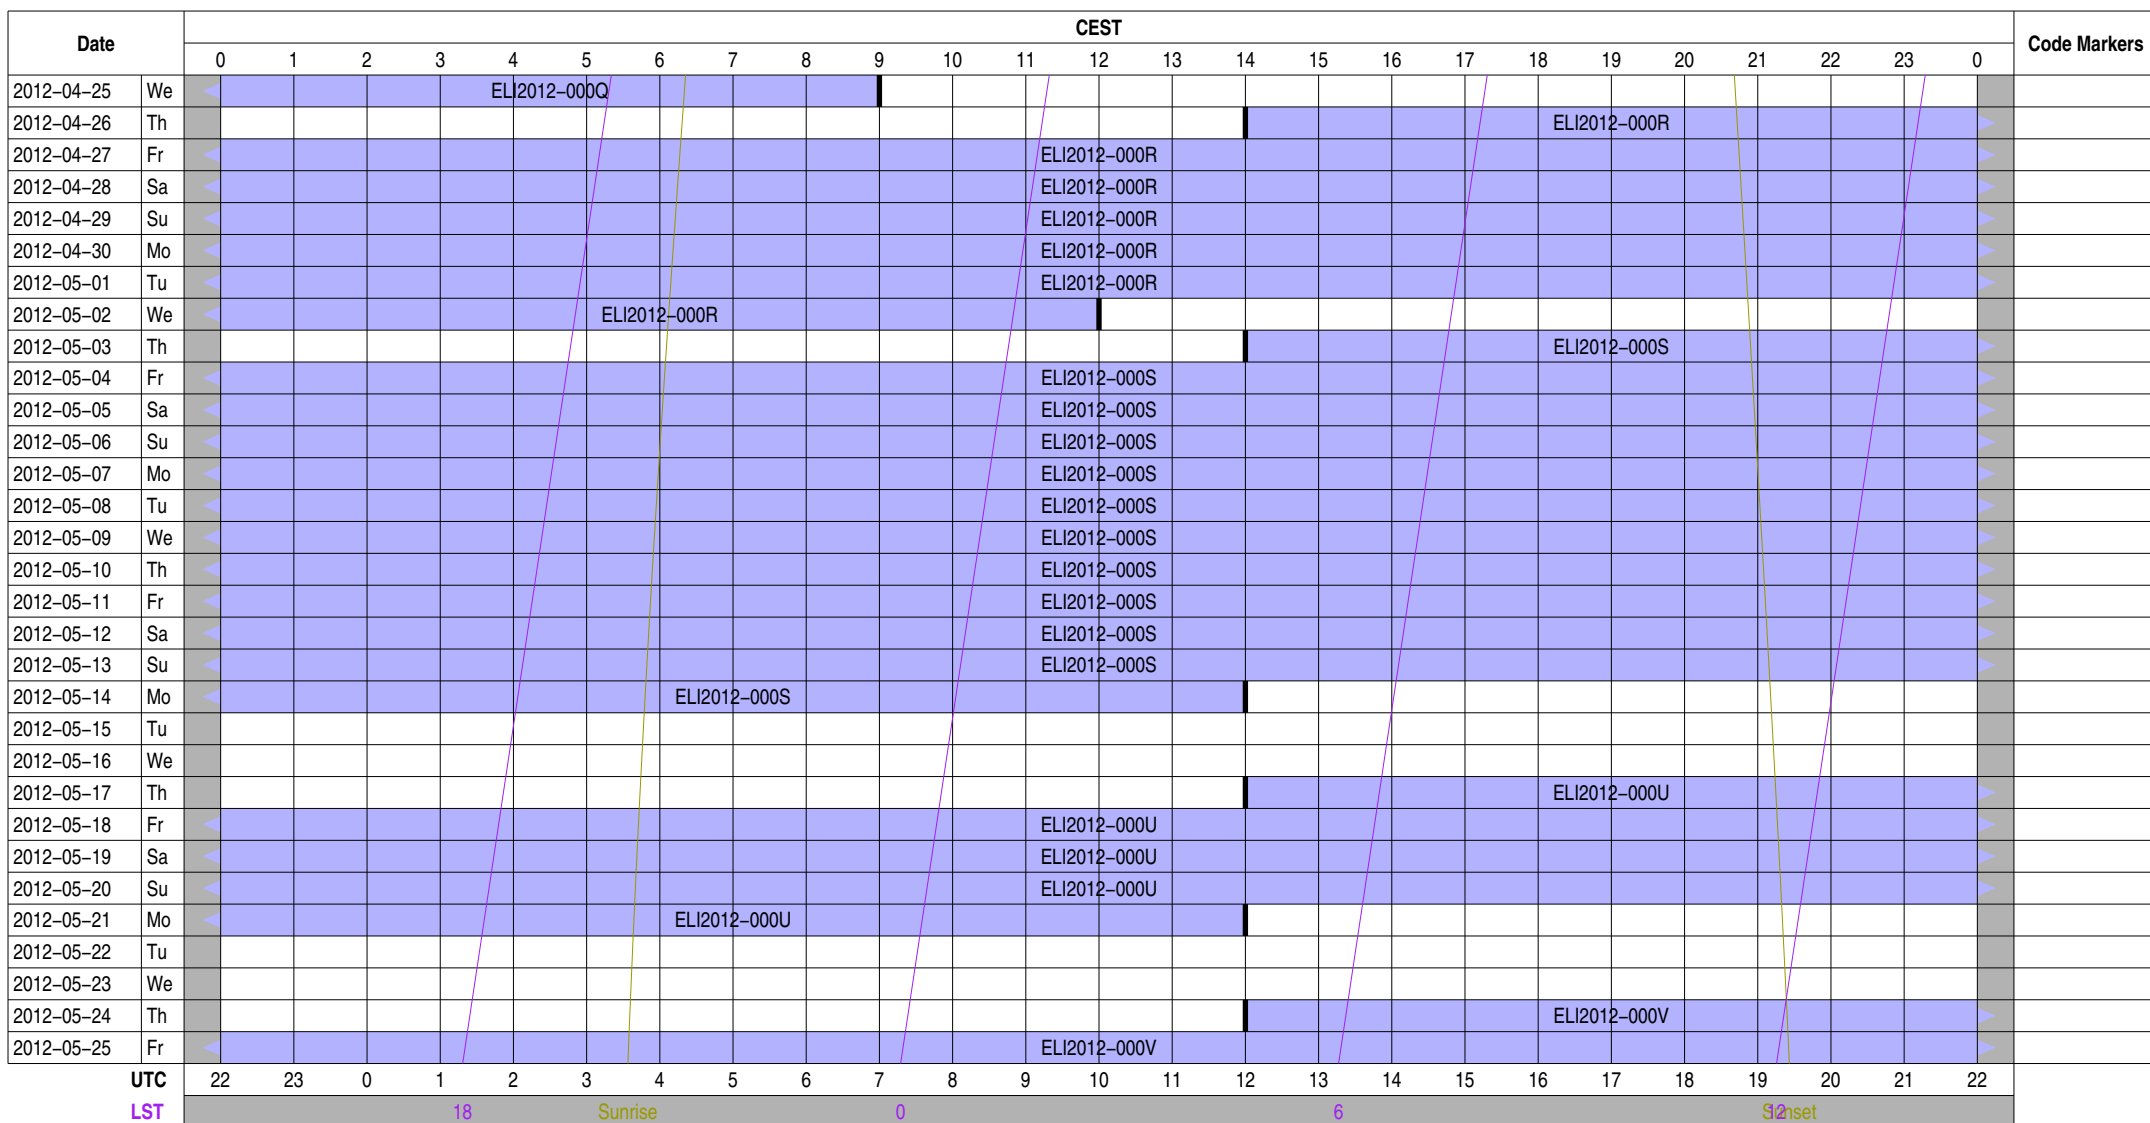 CEST
Date
Code Markers
0 1 2 3 4 5 6 7 8 9 10 11 12 13 14 15 16 17 18 19 20 21 22 23 0
2012−04−25 We ELI2012−000Q
2012−04−26 Th ELI2012−000R
2012−04−27 Fr ELI2012−000R
2012−04−28 Sa ELI2012−000R
2012−04−29 Su ELI2012−000R
2012−04−30 Mo ELI2012−000R
2012−05−01 Tu ELI2012−000R
2012−05−02 We ELI2012−000R
2012−05−03 Th ELI2012−000S
2012−05−04 Fr ELI2012−000S
2012−05−05 Sa ELI2012−000S
2012−05−06 Su ELI2012−000S
2012−05−07 Mo ELI2012−000S
2012−05−08 Tu ELI2012−000S
2012−05−09 We ELI2012−000S
2012−05−10 Th ELI2012−000S
2012−05−11 Fr ELI2012−000S
2012−05−12 Sa ELI2012−000S
2012−05−13 Su ELI2012−000S
2012−05−14 Mo ELI2012−000S
2012−05−15 Tu
2012−05−16 We
2012−05−17 Th ELI2012−000U
2012−05−18 Fr ELI2012−000U
2012−05−19 Sa ELI2012−000U
2012−05−20 Su ELI2012−000U
2012−05−21 Mo ELI2012−000U
2012−05−22 Tu
2012−05−23 We
2012−05−24 Th ELI2012−000V
2012−05−25 Fr ELI2012−000V
UTC 22 23 0 1 2 3 4 5 6 7 8 9 10 11 12 13 14 15 16 17 18 19 20 21 22
LST 18 Sunrise 0 6 12 Sunset